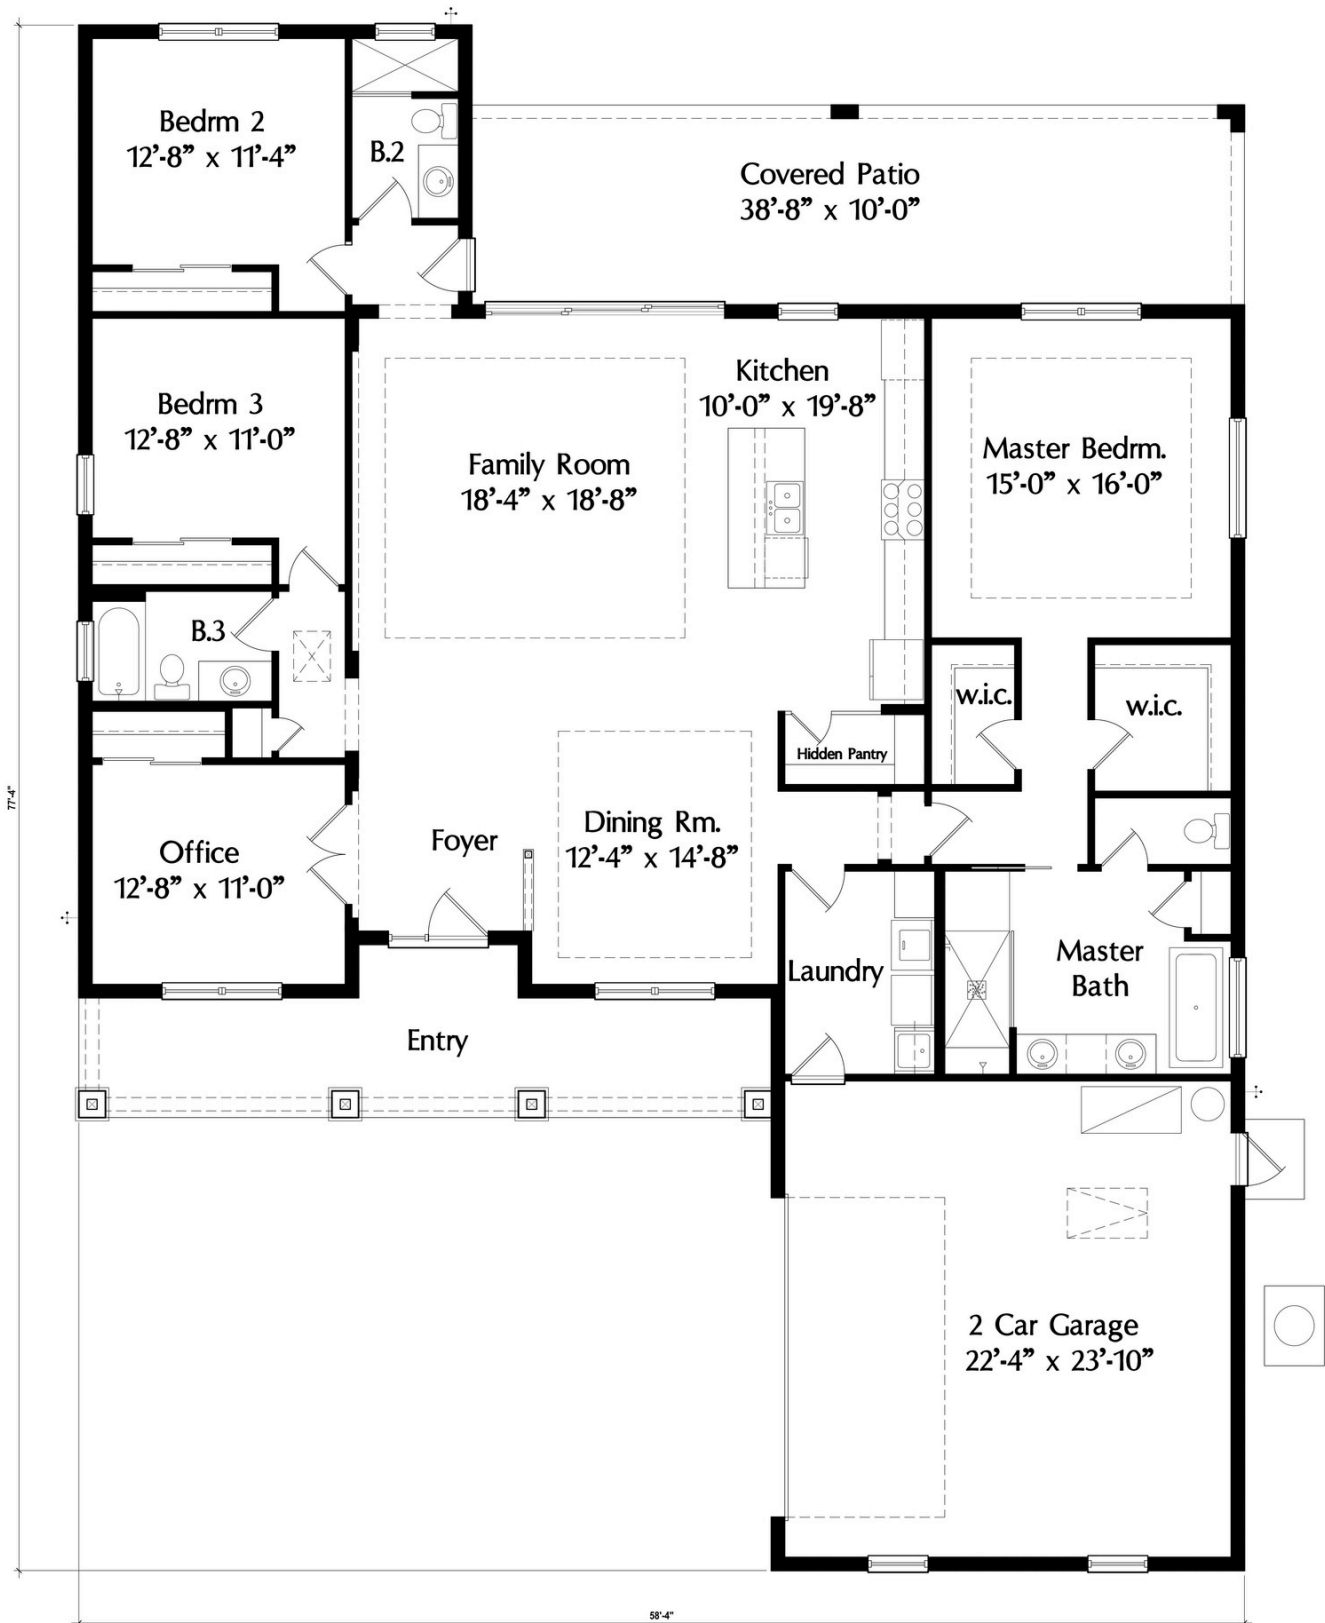 Bedrm 2
12'-8" x 11'-4"
B.2
Covered Patio
38'-8" x 10'-0"
Bedrm 3
12'-8" x 11'-0"
Family Room
18'-4" x 18'-8"
Kitchen
10'-0" x 19'-8"
Master Bedrm.
15'-0" x 16'-0"
B.3
w.i.c.
w.i.c.
Hidden Pantry
77'-4"
Office
12'-8" x 11'-0"
Foyer
Dining Rm.
12'-4" x 14'-8"
Laundry
Master
Bath
Entry
2 Car Garage
22'-4" x 23'-10"
58'-4"